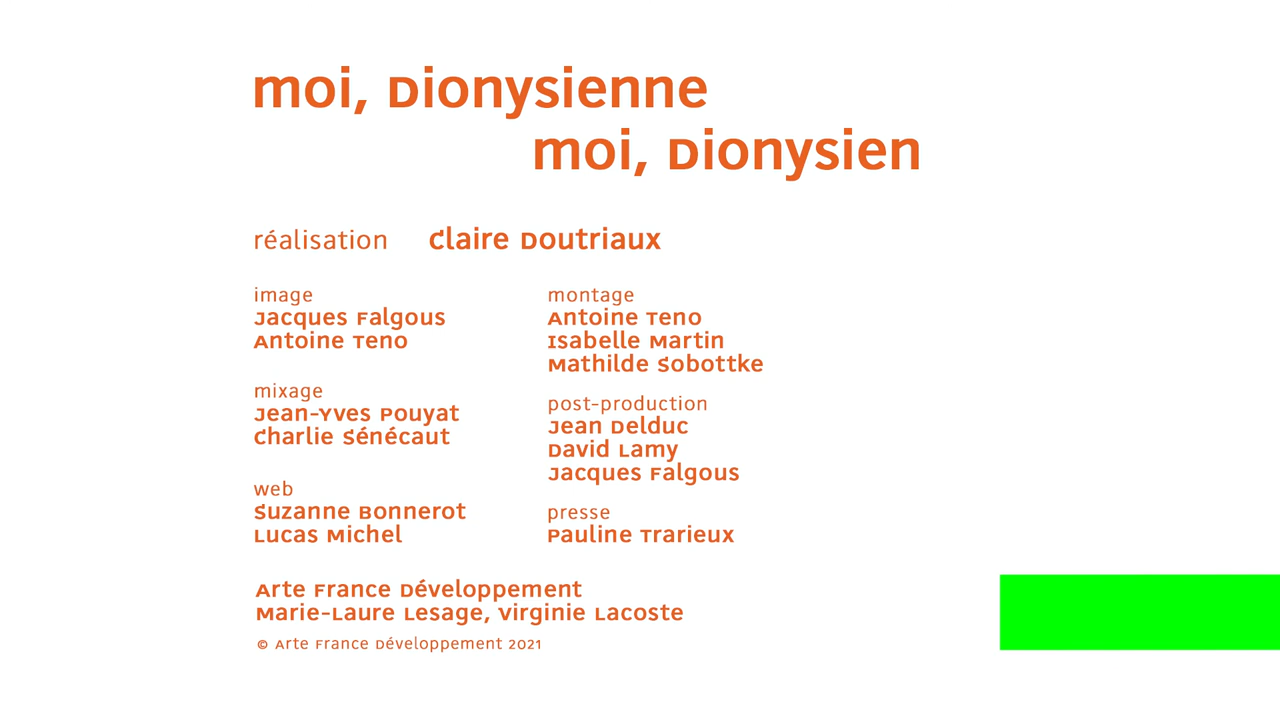 moi, Dionysienne
moi, Dionysien
réalisation Claire Doutriaux
image
Jacques Falgous
Antoine Teno
mixage
Jean-Yves Pouyat
Charlie Sénécaut
web
Suzanne Bonnerot
Lucas Michel
montage
Antoine Teno
Isabelle Martin
Mathilde Sobottke
post-production
Jean Delduc
David Lamy
Jacques Falgous
presse
Pauline Trarieux
Arte France Développement
Marie-Laure Lesage, Virginie Lacoste
© Arte France Développement 2021